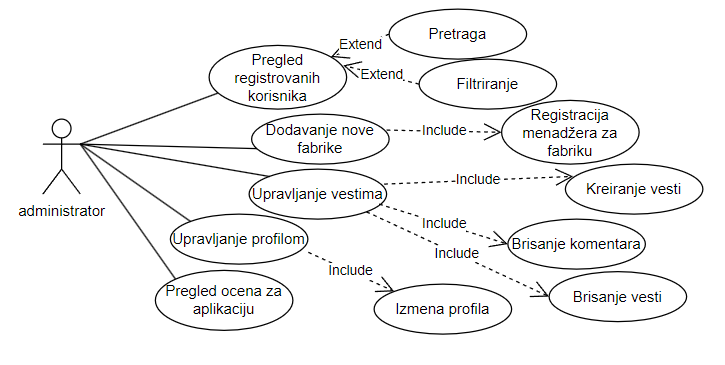 Pretraga
Extend
Pregled
registrovanih
korisnika
Extend
Filtriranje
Dodavanje nove
fabrike
Include
Registracija
menadžera za
fabriku
administrator
Upravljanje vestima
Include
Kreiranje vesti
Include
Brisanje komentara
Upravljanje profilom
Include
Include
Brisanje vesti
Pregled ocena za
aplikaciju
Izmena profila